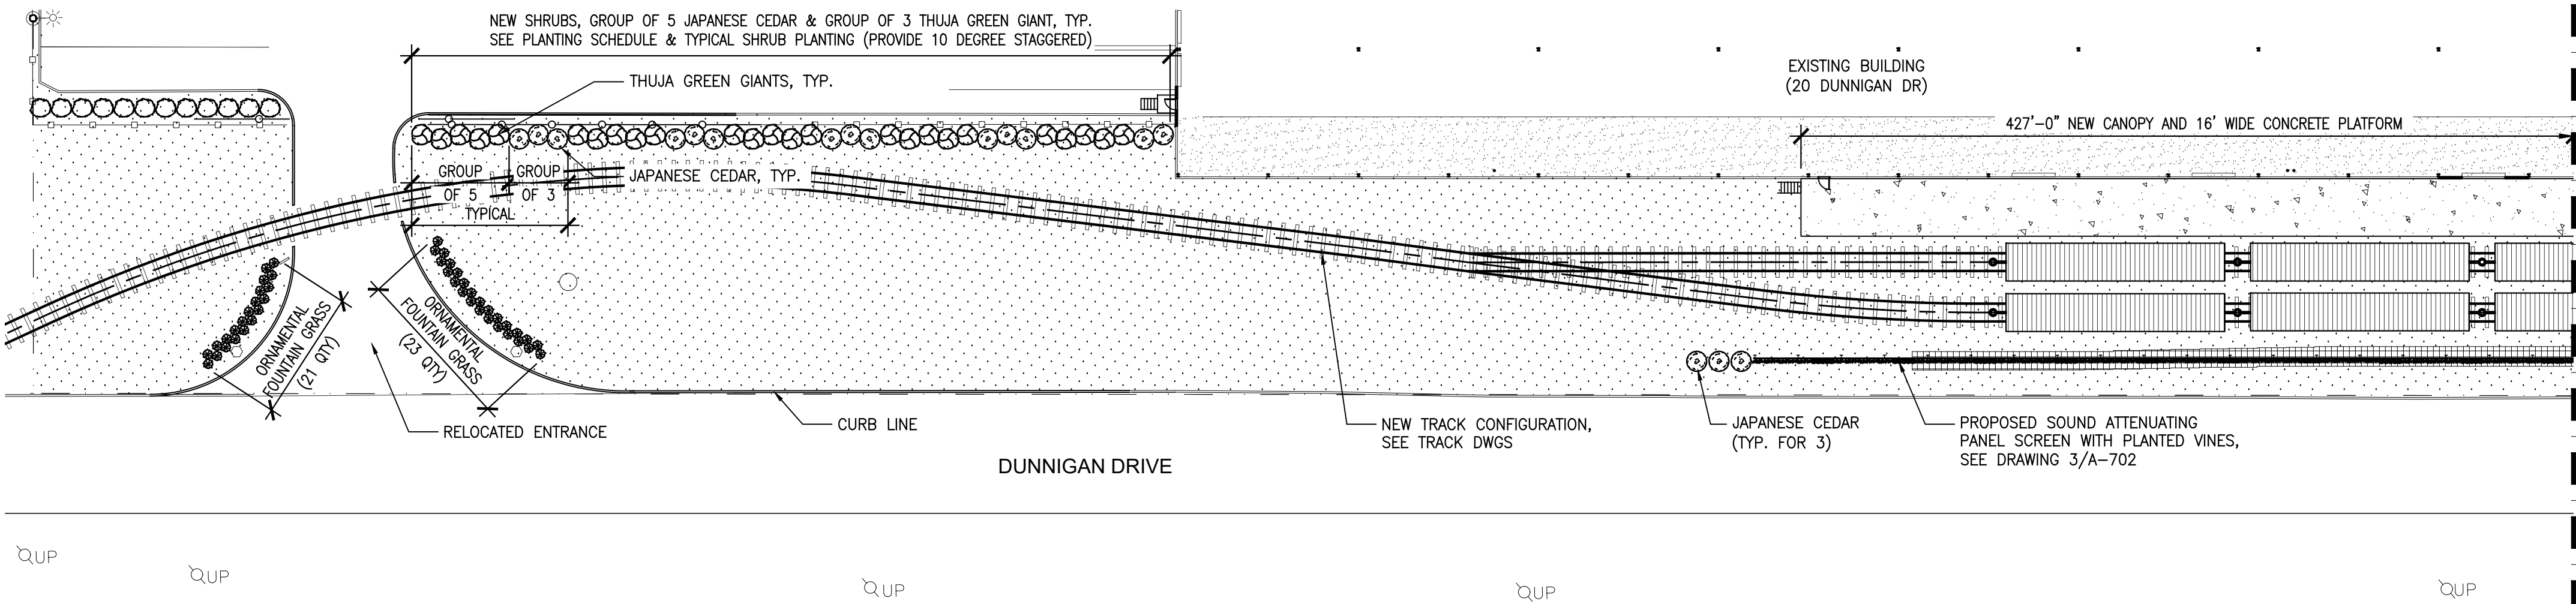 NEW SHRUBS, GROUP OF 5 JAPANESE CEDAR & GROUP OF 3 THUJA GREEN GIANT, TYP.
SEE PLANTING SCHEDULE & TYPICAL SHRUB PLANTING (PROVIDE 10 DEGREE STAGGERED)
THUJA GREEN GIANTS, TYP.
EXISTING BUILDING
(20 DUNNIGAN DR)
427'-0" NEW CANOPY AND 16' WIDE CONCRETE PLATFORM
GROUP
OF 5
GROUP
OF 3
TYPICAL
JAPANESE CEDAR, TYP.
ORNAMENTAL
FOUNTAIN GRASS
(21 QTY)
ORNAMENTAL
FOUNTAIN GRASS
(23 QTY)
RELOCATED ENTRANCE
CURB LINE
NEW TRACK CONFIGURATION,
SEE TRACK DWGS
JAPANESE CEDAR
(TYP. FOR 3)
PROPOSED SOUND ATTENUATING
PANEL SCREEN WITH PLANTED VINES,
SEE DRAWING 3/A-702
DUNNIGAN DRIVE
UP
UP
UP
UP
UP